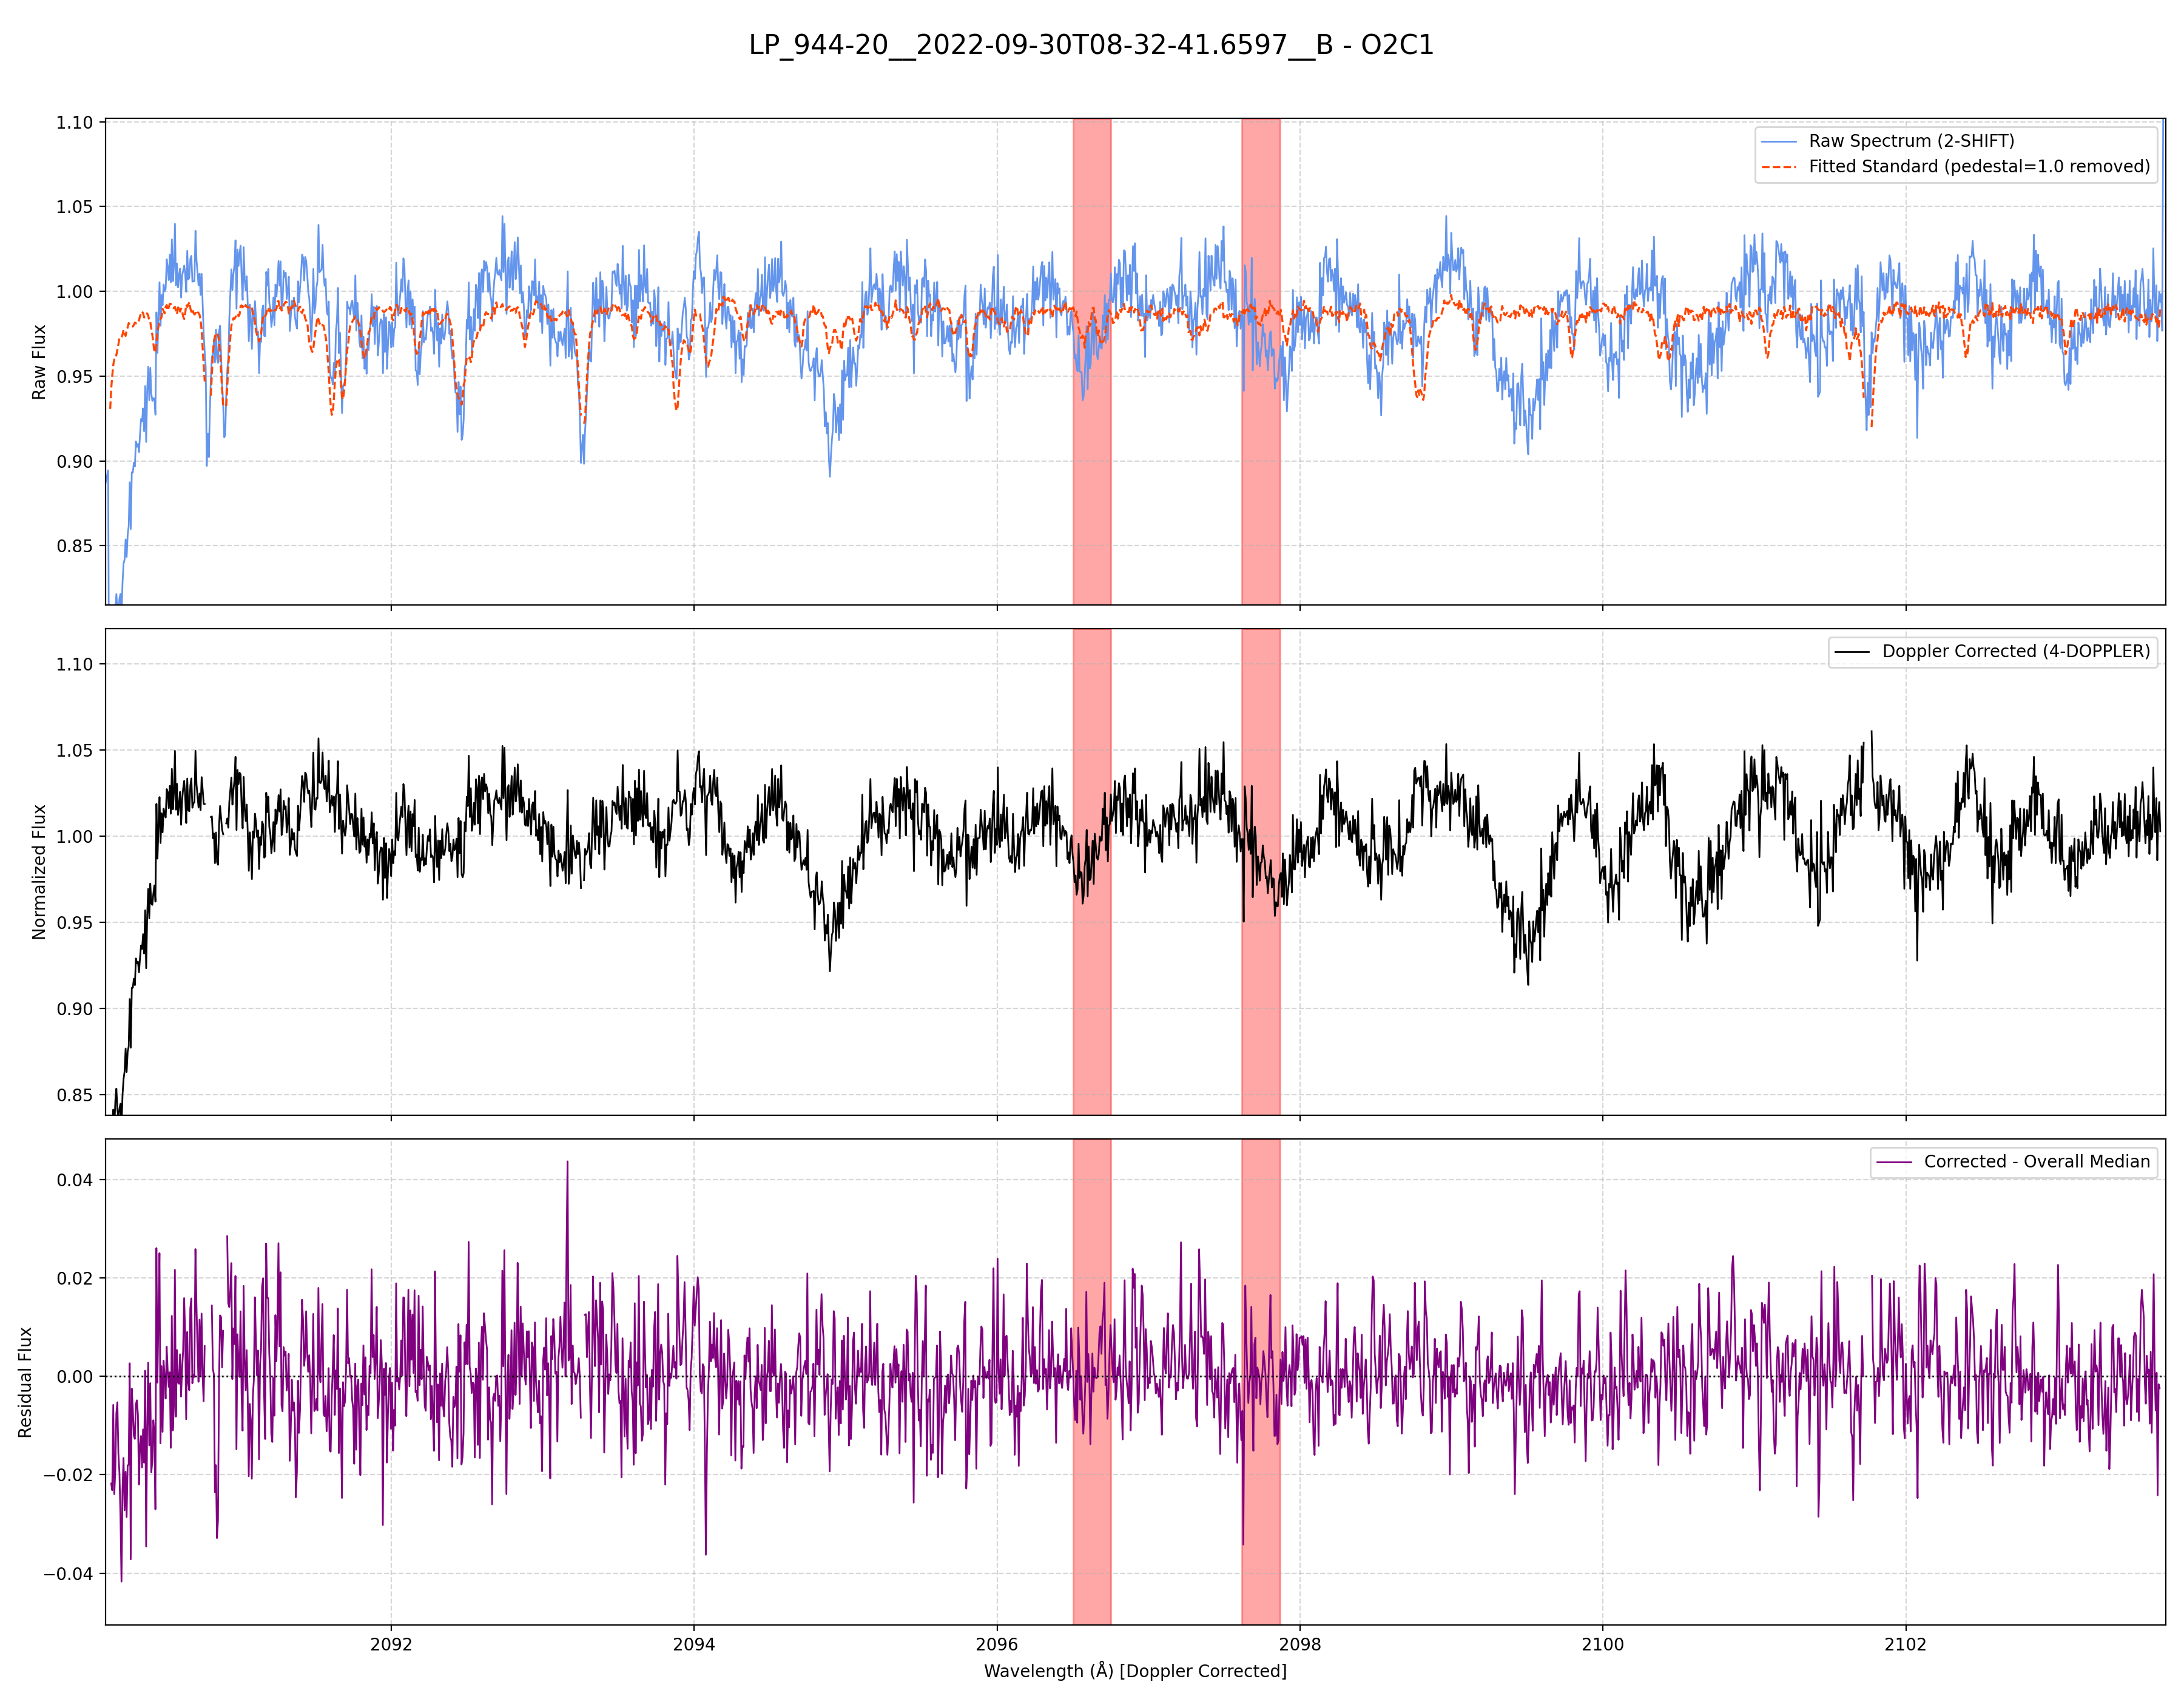 LP_944-20__2022-09-30T08-32-41.6597__B - O2C1
1.10
1.05
1.00
0.95
0.90
0.85
Raw Flux
Raw Spectrum (2-SHIFT)
Fitted Standard (pedestal=1.0 removed)
1.10
1.05
1.00
0.95
0.90
0.85
Normalized Flux
Doppler Corrected (4-DOPPLER)
0.04
0.02
0.00
−0.02
−0.04
Residual Flux
Corrected - Overall Median
2092 2094 2096 2098 2100 2102
Wavelength (Å) [Doppler Corrected]